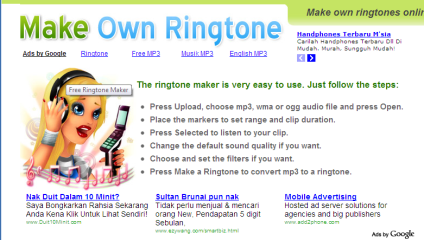 Make Own Ringtone
Make own ringtones onlin
Ads by Google Ringtone Free MP3 Musik MP3 English MP3
Handphones Terbaru M'sia
Carilah Handphones Terbaru DII Di
Mudah. Murah, Sungguh Mudah!
Free Ringtone Maker
The ringtone maker is very easy to use. Just follow the steps:
• Press Upload, choose mp3, wma or ogg audio file and press Open.
• Place the markers to set range and clip duration.
• Press Selected to listen to your clip.
• Change the default sound quality if you want.
• Choose and set the filters if you want.
• Press Make a Ringtone to convert mp3 to a ringtone.
Nak Duit Dalam 10 Minit?
Saya Bongkarkan Rahsia Sekarang
Anda Kena Klik Untuk Lihat Sendiri!
www.Duit10Minit.com
Sultan Brunai pun nak
Tidak perlu menjual & mencari
orang New, Pendapatan 5 digit
Sebulan,
www.ezywang.com/smartbiz.html
Mobile Advertising
Hosted ad server solutions for
agencies and big publishers
www.add2phone.com
Ads by Google